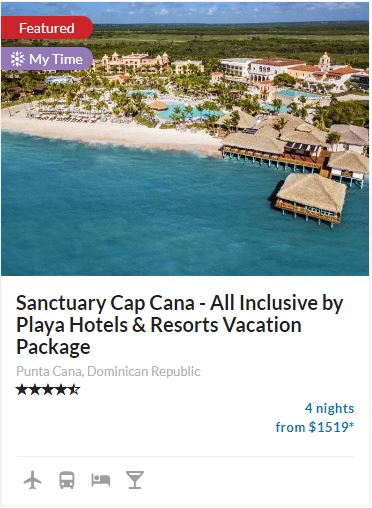 Featured
My Time
Sanctuary Cap Cana - All Inclusive by
Playa Hotels & Resorts Vacation
Package
Punta Cana, Dominican Republic
4 nights
from $1519*